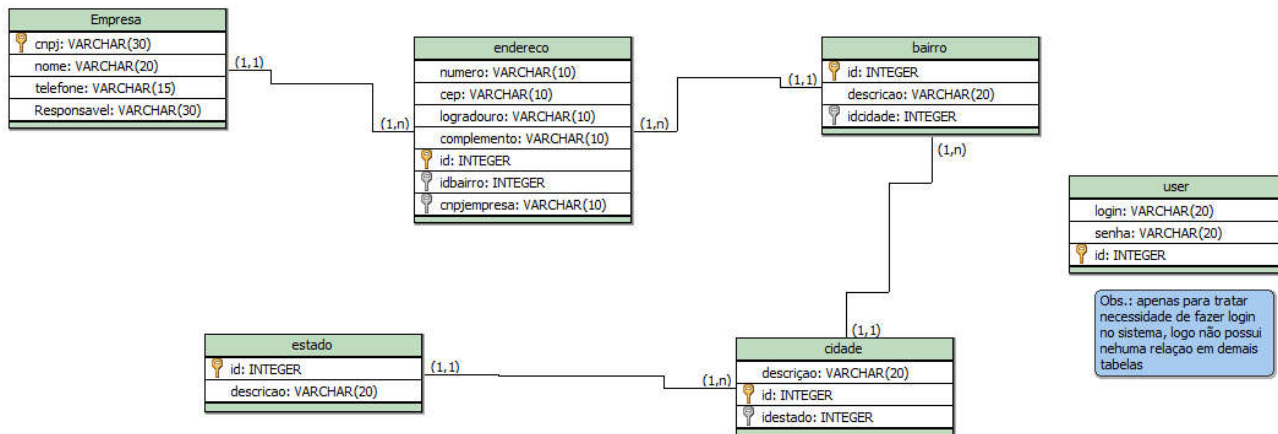 Empresa
cnpj: VARCHAR(30)
nome: VARCHAR(20)
telefone: VARCHAR(15)
Responsavel: VARCHAR(30)
(1,1)
(1,n)
endereco
numero: VARCHAR(10)
cep: VARCHAR(10)
logradouro: VARCHAR(10)
complemento: VARCHAR(10)
id: INTEGER
idbairro: INTEGER
cnpjempresa: VARCHAR(10)
(1,n)
(1,1)
bairro
id: INTEGER
descricao: VARCHAR(20)
idcidade: INTEGER
(1,n)
user
login: VARCHAR(20)
senha: VARCHAR(20)
id: INTEGER
Obs.: apenas para tratar
necessidade de fazer login
no sistema, logo não possui
nehuma relaçao em demais
tabelas
estado
id: INTEGER
descricao: VARCHAR(20)
(1,1)
(1,n)
(1,1)
cidade
descriçao: VARCHAR(20)
id: INTEGER
idestado: INTEGER